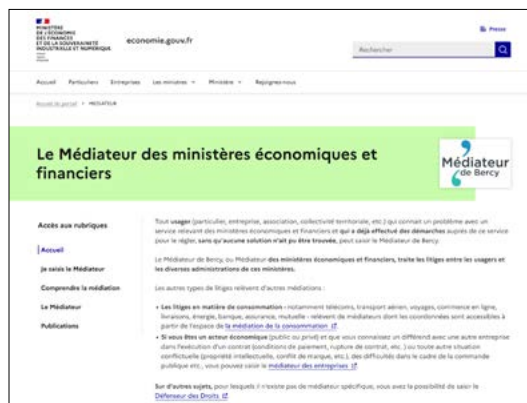 MINISTÈRE
DE L'ÉCONOMIE
DES FINANCES
ET DE LA SOUVERAINETÉ
INDUSTRIELLE ET NUMÉRIQUE
economie.gouv.fr
Presse
Rechercher
Accueil Particuliers Entreprises Les ministres Ministère Rejoignez-nous
Accueil du portail > MEDIATEUR
Le Médiateur des ministères économiques et
financiers
Médiateur
de Bercy
Accès aux rubriques
Accueil
Je saisis le Médiateur
Comprendre la médiation
Le Médiateur
Publications
Tout usager (particulier, entreprise, association, collectivité territoriale, etc.) qui connait un problème avec un
service relevant des ministères économiques et financiers et qui a déjà effectué des démarches auprès de ce service
pour le régler, sans qu'aucune solution n'ait pu être trouvée, peut saisir le Médiateur de Bercy.
Le Médiateur de Bercy, ou Médiateur des ministères économiques et financiers, traite les litiges entre les usagers et
les diverses administrations de ces ministères.
Les autres types de litiges relèvent d'autres médiations :
• Les litiges en matière de consommation - notamment télécoms, transport aérien, voyages, commerce en ligne,
livraisons, énergie, banque, assurance, mutuelle - relèvent de médiateurs dont les coordonnées sont accessibles à
partir de l'espace de la médiation de la consommation
• Si vous êtes un acteur économique (public ou privé) et que vous connaissez un différend avec une autre entreprise
dans l'exécution d'un contrat (conditions de paiement, rupture de contrat, etc.) ou toute autre situation
conflictuelle (propriété intellectuelle, conflit de marque, etc.), des difficultés dans le cadre de la commande
publique etc., vous pouvez saisir le médiateur des entreprises
Sur d'autres sujets, pour lesquels il n'existe pas de médiateur spécifique, vous avez la possibilité de saisir le
Défenseur des Droits